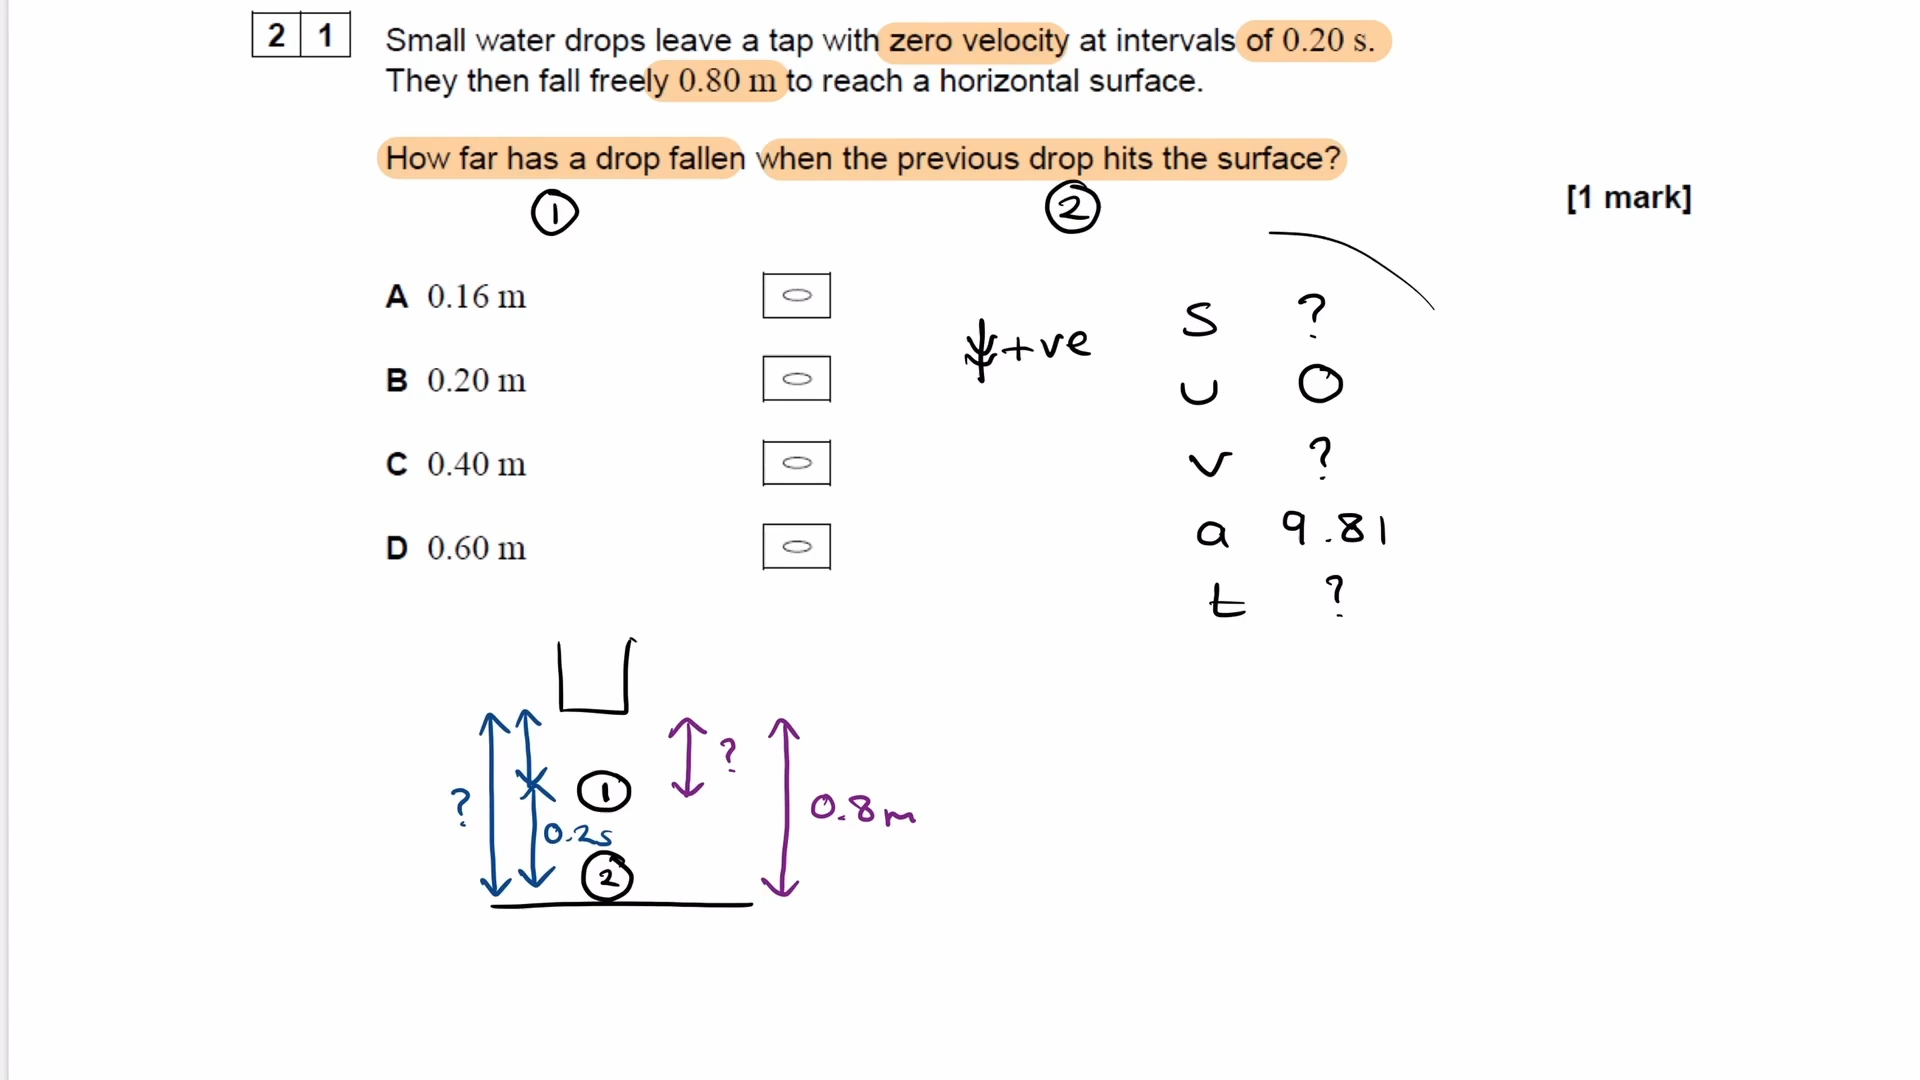 2 1 Small water drops leave a tap with zero velocity at intervals of 0.20 s.
They then fall freely 0.80 m to reach a horizontal surface.
How far has a drop fallen when the previous drop hits the surface?
1 2
[1 mark]
A 0.16 m
B 0.20 m
C 0.40 m
D 0.60 m
+ve
s ?
u 0
v ?
a 9.81
t ?
?
?
1
0.2s
0.8m
2